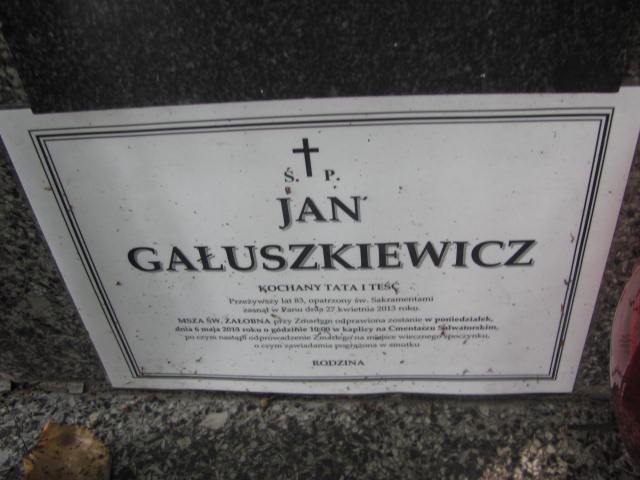 Ś. P.
JAN
GAŁUSZKIEWICZ
KOCHANY TATA I TEŚĆ
Przeżywszy lat 83, opatrzony św. Sakramentami
zasnął w Panu dnia 27 kwietnia 2013 roku.
MSZA ŚW. ŻAŁOBNA przy Zmarłym odprawiona zostanie w poniedziałek,
dnia 6 maja 2013 roku o godzinie 10:00 w kaplicy na Cmentarzu Salwatorskim,
po czym nastąpi odprowadzenie Zmarłego na miejsce wiecznego spoczynku,
o czym zawiadamia pogrążona w smutku
RODZINA